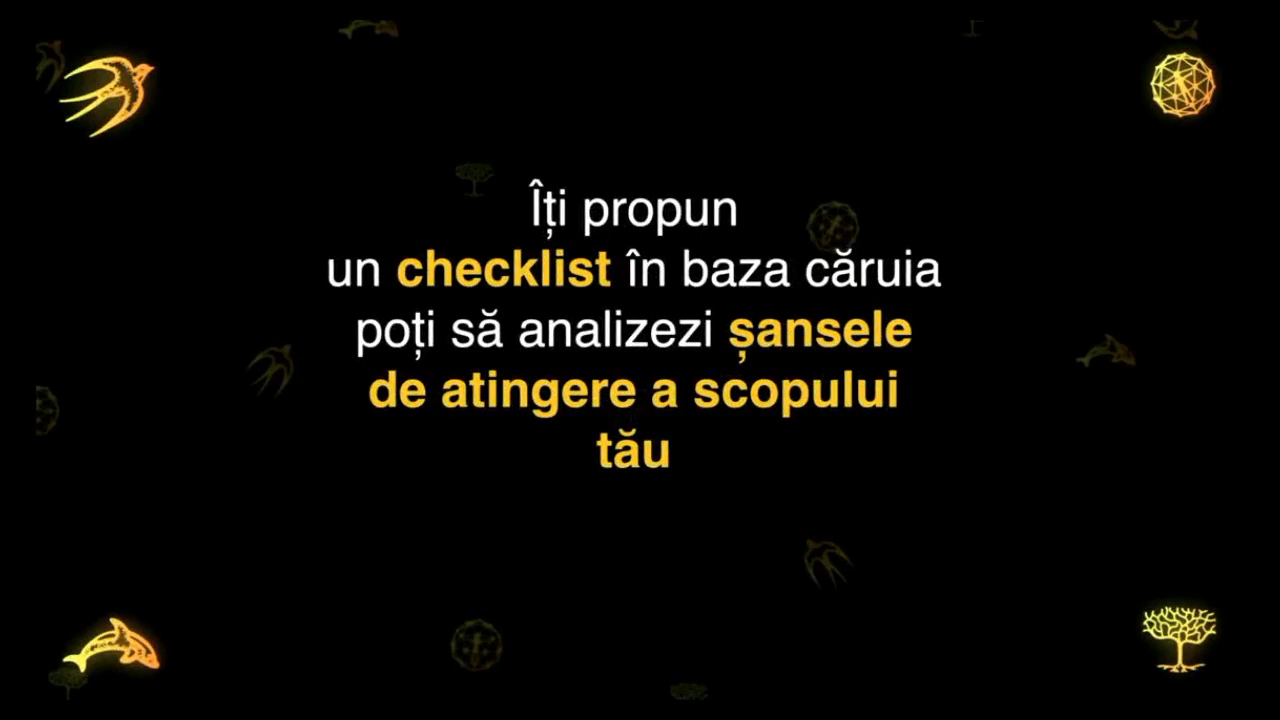 Îți propun
un checklist în baza căruia
poți să analizezi șansele
de atingere a scopului
tău